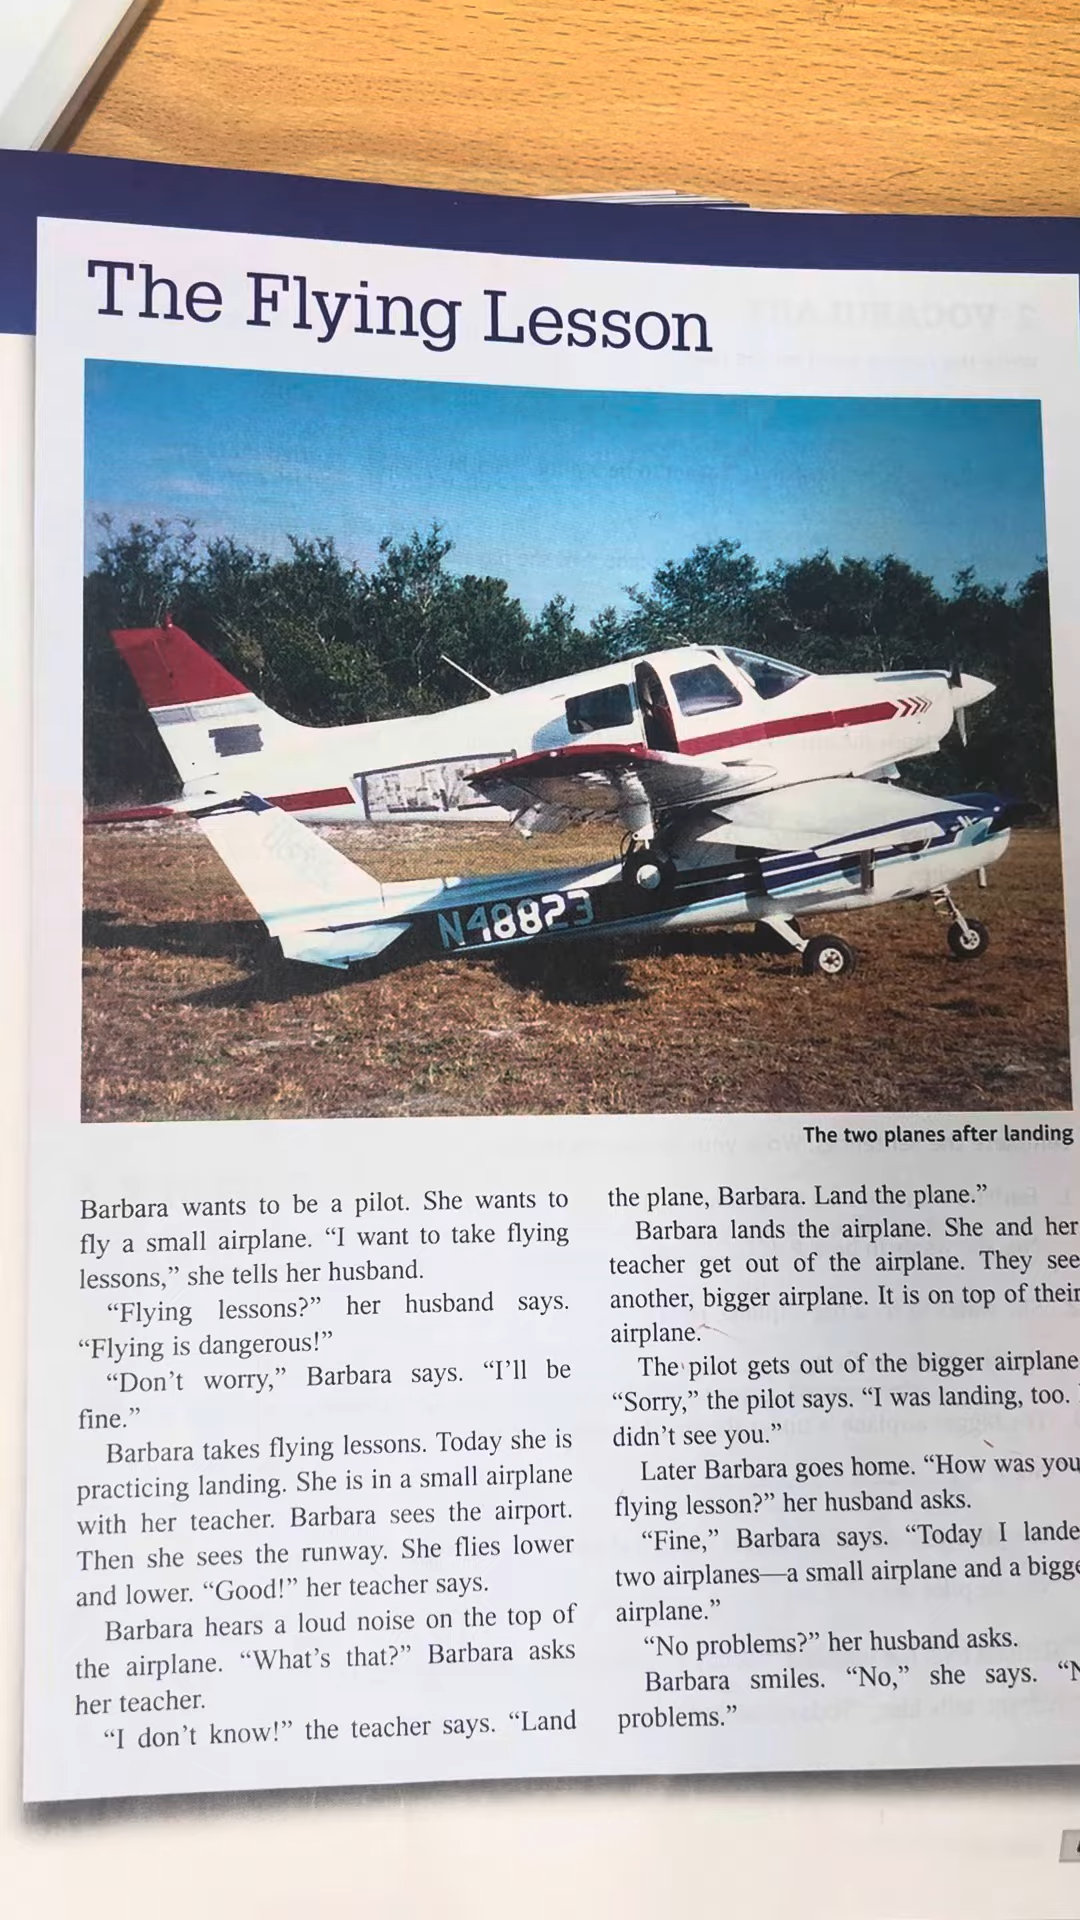 The Flying Lesson
N48823
The two planes after landing
Barbara wants to be a pilot. She wants to
fly a small airplane. “I want to take flying
lessons,” she tells her husband.
“Flying lessons?” her husband says.
“Flying is dangerous!”
“Don’t worry,” Barbara says. “I’ll be
fine.”
Barbara takes flying lessons. Today she is
practicing landing. She is in a small airplane
with her teacher. Barbara sees the airport.
Then she sees the runway. She flies lower
and lower. “Good!” her teacher says.
Barbara hears a loud noise on the top of
the airplane. “What’s that?” Barbara asks
her teacher.
“I don’t know!” the teacher says. “Land
the plane, Barbara. Land the plane.”
Barbara lands the airplane. She and her
teacher get out of the airplane. They see
another, bigger airplane. It is on top of their
airplane.
The pilot gets out of the bigger airplane
“Sorry,” the pilot says. “I was landing, too.
didn’t see you.”
Later Barbara goes home. “How was you
flying lesson?” her husband asks.
“Fine,” Barbara says. “Today I lande
two airplanes—a small airplane and a bigge
airplane.”
“No problems?” her husband asks.
Barbara smiles. “No,” she says. “N
problems.”